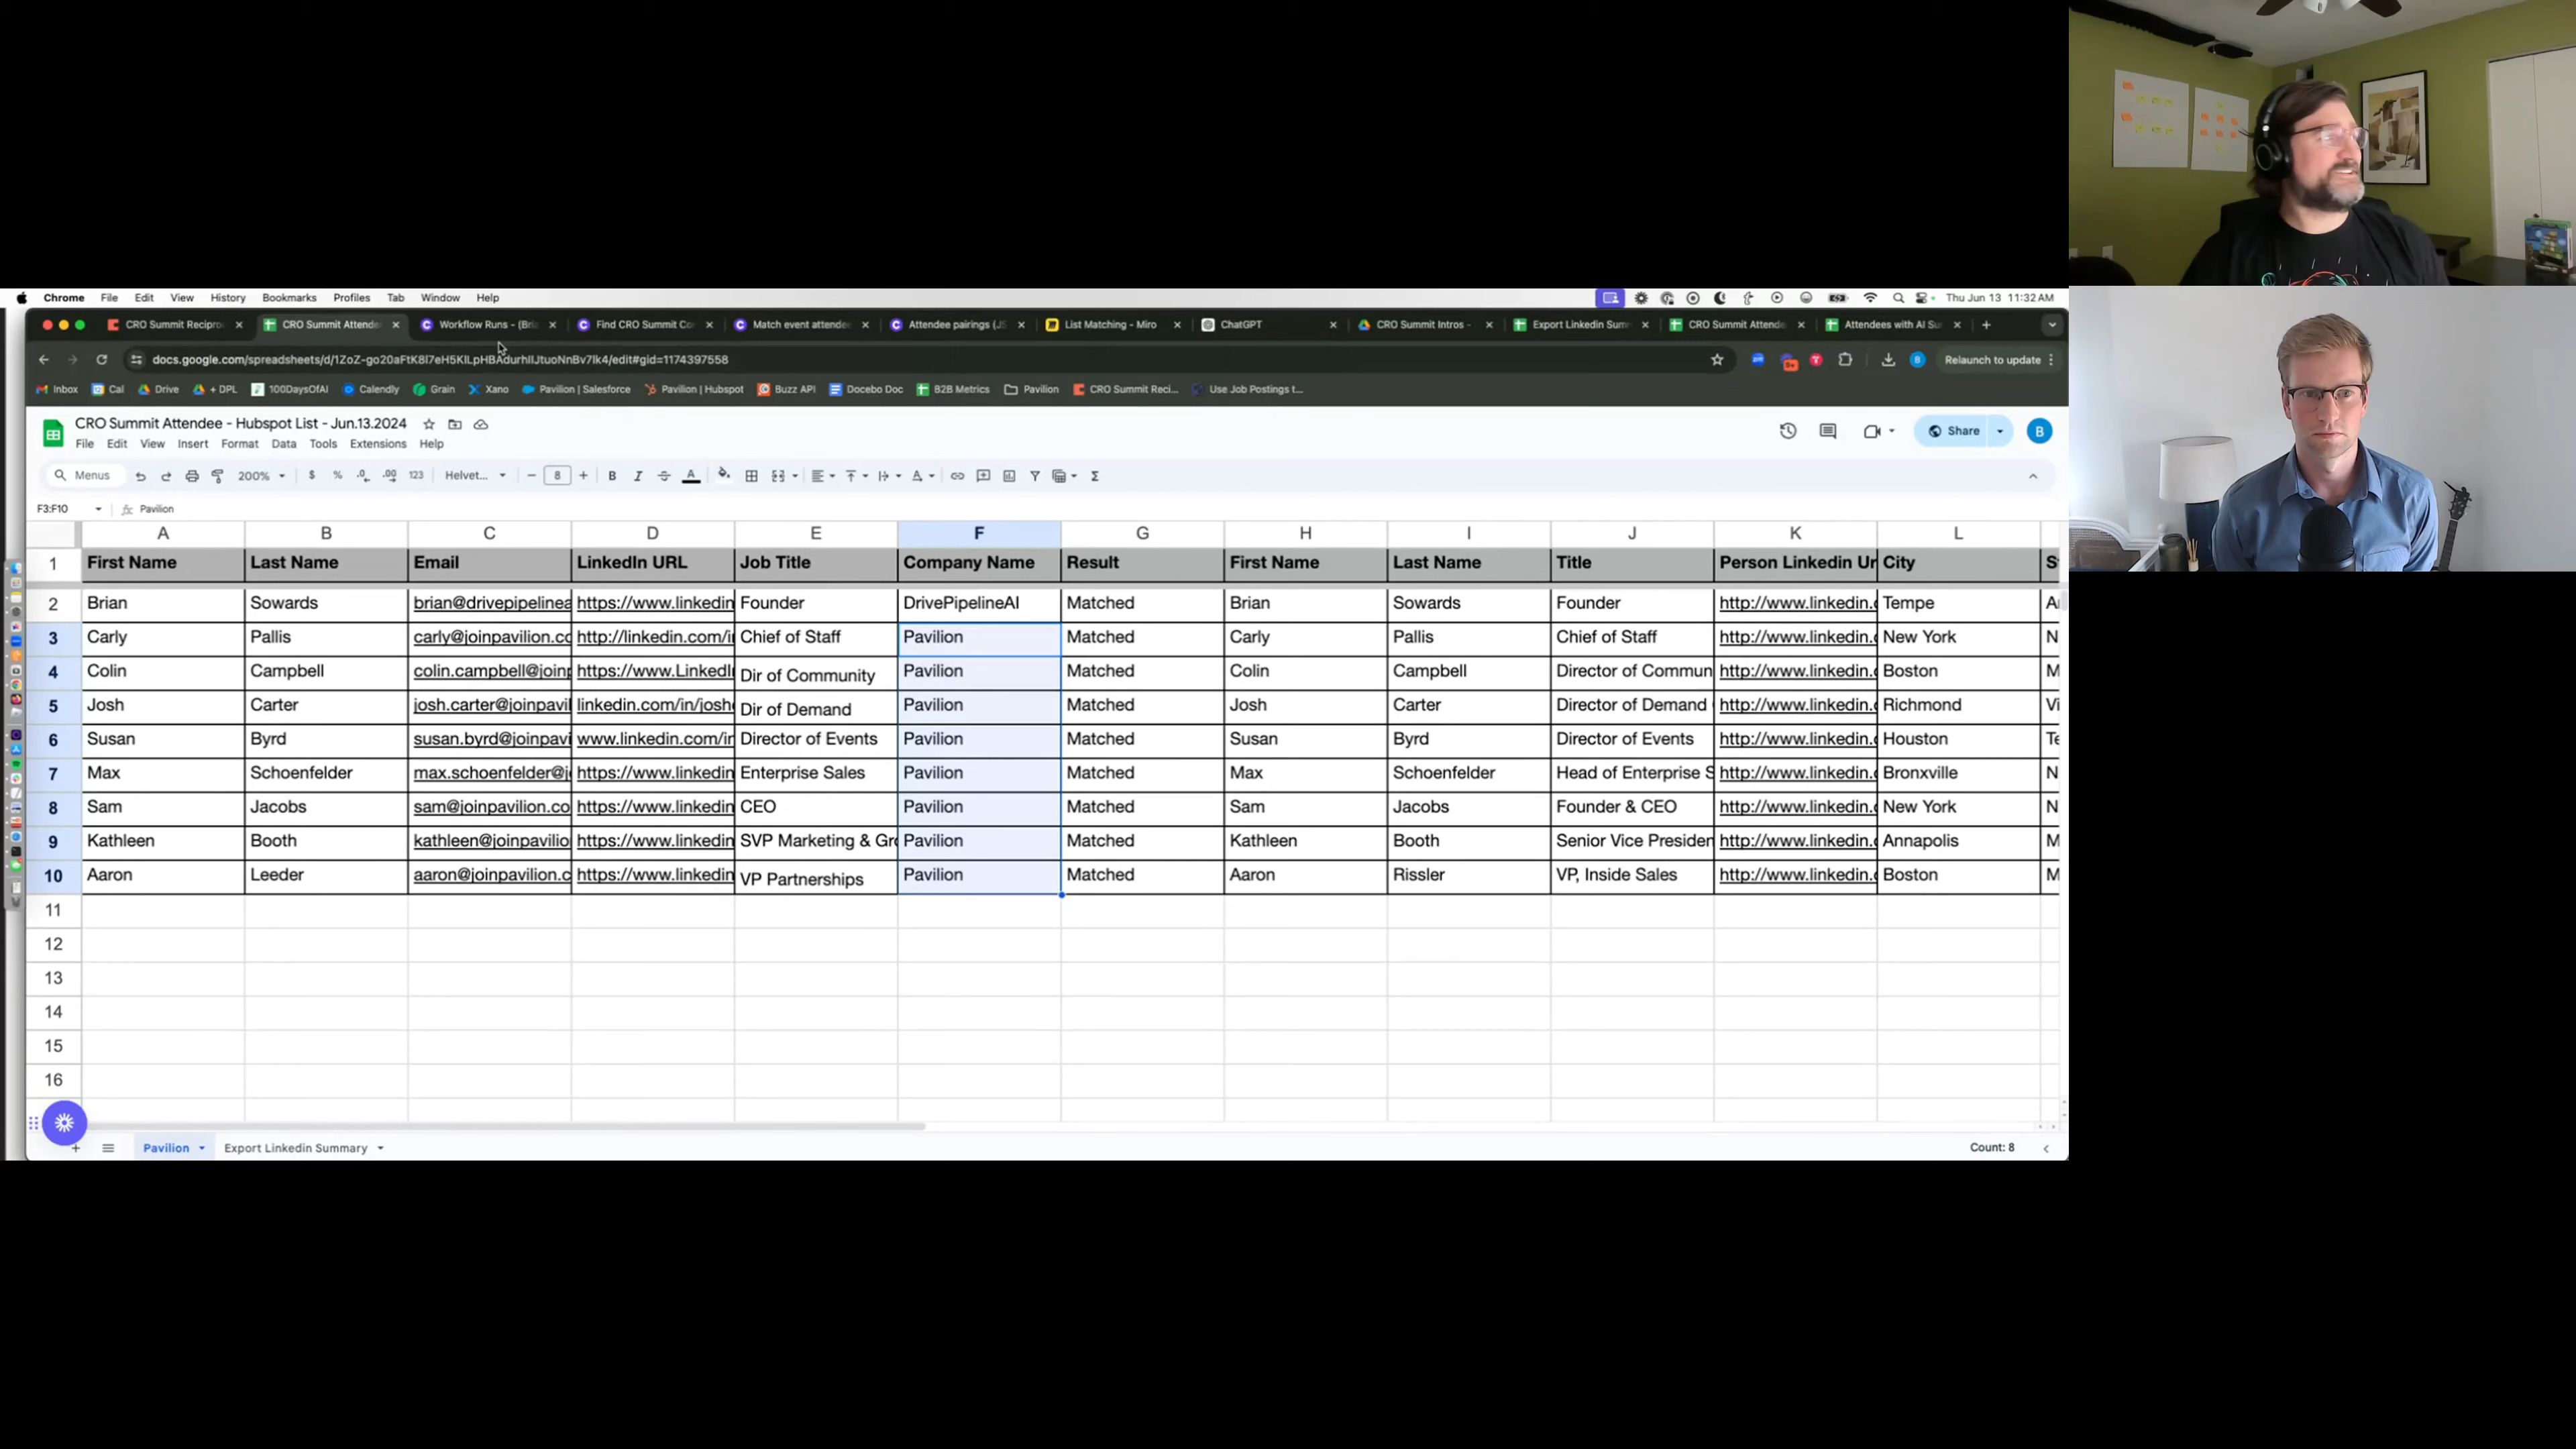 Chrome File Edit View History Bookmarks Profiles Tab Window Help Thu Jun 13 11:32 AM
CRO Summit Recipro CRO Summit Attende Workflow Runs - (Bria Find CRO Summit Co Match event attende Attendee pairings (JS List Matching - Miro ChatGPT CRO Summit Intros - Export Linkedin Sum CRO Summit Attende Attendees with AI Su
Relaunch to update
Inbox Cal Drive + DPL 100DaysOfAI Calendly Grain Xano Pavilion | Salesforce Pavilion | Hubspot Buzz API Docebo Doc B2B Metrics Pavilion CRO Summit Reci... Use Job Postings t...
CRO Summit Attendee - Hubspot List - Jun.13.2024
File Edit View Insert Format Data Tools Extensions Help Share B
Menus 200% $ % .0 .00 123 Helvet... − 8 + B I A Σ
F3:F10 fx Pavilion
A B C D E F G H I J K L
1 First Name Last Name Email LinkedIn URL Job Title Company Name Result First Name Last Name Title Person Linkedin Ur City S
2 Brian Sowards brian@drivepipelinea https://www.linkedin Founder DrivePipelineAI Matched Brian Sowards Founder http://www.linkedin. Tempe A
3 Carly Pallis carly@joinpavilion.co http://linkedin.com/i Chief of Staff Pavilion Matched Carly Pallis Chief of Staff http://www.linkedin. New York N
4 Colin Campbell colin.campbell@join https://www.LinkedI Dir of Community Pavilion Matched Colin Campbell Director of Commun http://www.linkedin. Boston M
5 Josh Carter josh.carter@joinpavi linkedin.com/in/josh Dir of Demand Pavilion Matched Josh Carter Director of Demand http://www.linkedin. Richmond Vi
6 Susan Byrd susan.byrd@joinpavi www.linkedin.com/in Director of Events Pavilion Matched Susan Byrd Director of Events http://www.linkedin. Houston Te
7 Max Schoenfelder max.schoenfelder@j https://www.linkedin Enterprise Sales Pavilion Matched Max Schoenfelder Head of Enterprise S http://www.linkedin. Bronxville N
8 Sam Jacobs sam@joinpavilion.co https://www.linkedin CEO Pavilion Matched Sam Jacobs Founder & CEO http://www.linkedin. New York N
9 Kathleen Booth kathleen@joinpavilio https://www.linkedin SVP Marketing & Gr Pavilion Matched Kathleen Booth Senior Vice Presiden http://www.linkedin. Annapolis M
10 Aaron Leeder aaron@joinpavilion.c https://www.linkedin VP Partnerships Pavilion Matched Aaron Rissler VP, Inside Sales http://www.linkedin. Boston M
11
12
13
14
15
16
Pavilion Export Linkedin Summary Count: 8